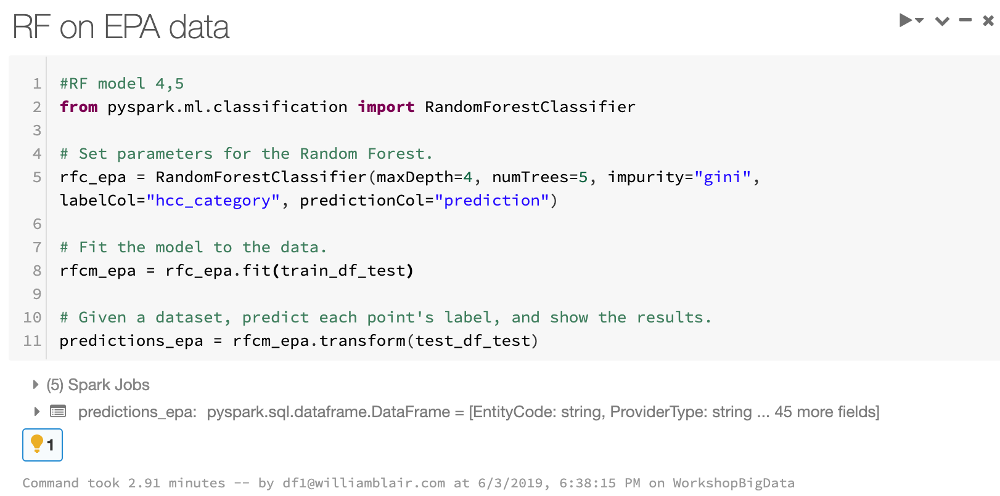 RF on EPA data
1 #RF model 4,5
2 from pyspark.ml.classification import RandomForestClassifier
3
4 # Set parameters for the Random Forest.
5 rfc_epa = RandomForestClassifier(maxDepth=4, numTrees=5, impurity="gini",
labelCol="hcc_category", predictionCol="prediction")
6
7 # Fit the model to the data.
8 rfcm_epa = rfc_epa.fit(train_df_test)
9
10 # Given a dataset, predict each point's label, and show the results.
11 predictions_epa = rfcm_epa.transform(test_df_test)
(5) Spark Jobs
predictions_epa: pyspark.sql.dataframe.DataFrame = [EntityCode: string, ProviderType: string ... 45 more fields]
1
Command took 2.91 minutes -- by df1@williamblair.com at 6/3/2019, 6:38:15 PM on WorkshopBigData